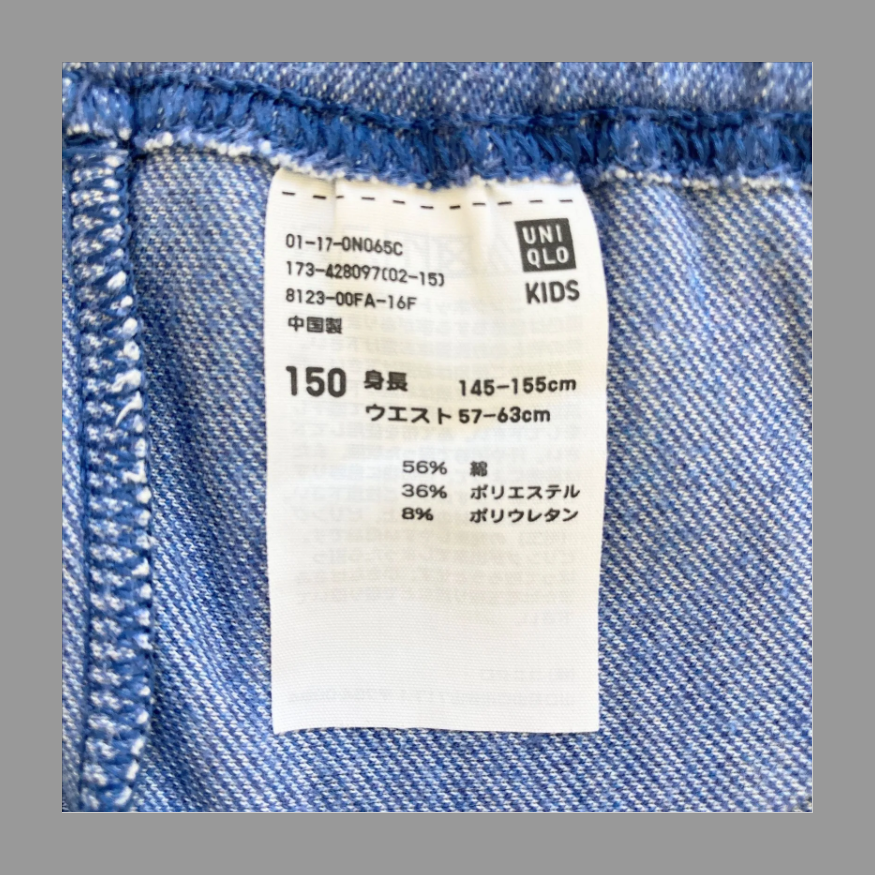 UNI
QLO
KIDS
01-17-0N065C
173-428097(02-15)
8123-00FA-16F
中国製
150 身長 145-155cm
ウエスト 57-63cm
56% 綿
36% ポリエステル
8% ポリウレタン